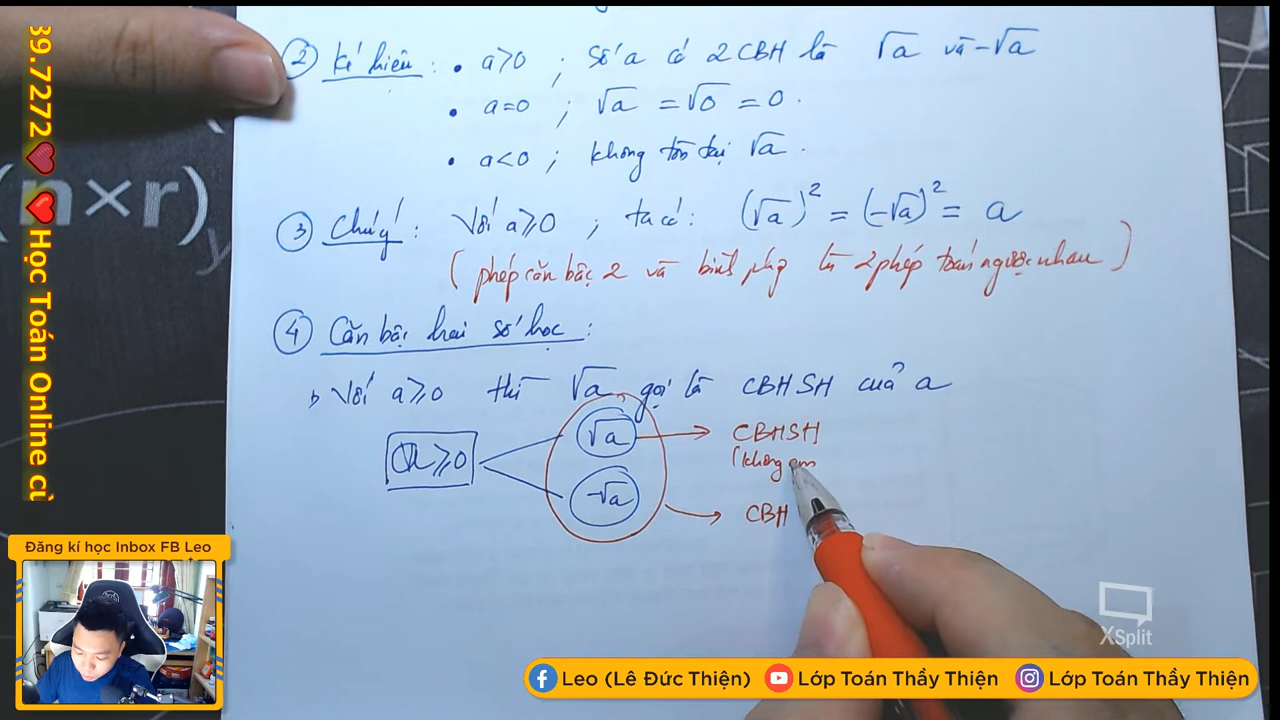 ② Kí hiệu : • a>0 ; Số a có 2 CBH là √a và -√a
• a=0 ; √a = √0 = 0 .
• a<0 ; không tồn tại √a .
③ Chú ý : Với a≥0 ; ta có : (√a)² = (-√a)² = a
( phép căn bậc 2 và bình là 2 phép toán ngược nhau )
④ Căn bậc hai số học :
Với a≥0 thì √a gọi là CBHSH của a
a≥0
√a
CBHSH
(không âm
-√a
CBH
39.7272❤️ ❤️Học Toán Online cù
(n×r)
y
Đăng kí học Inbox FB Leo
XSplit
Leo (Lê Đức Thiện) Lớp Toán Thầy Thiện Lớp Toán Thầy Thiện